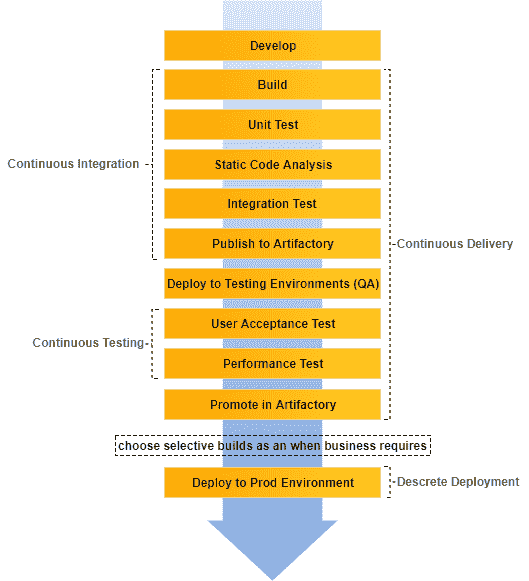 Develop
Build
Unit Test
Continuous Integration
Static Code Analysis
Integration Test
Publish to Artifactory
Continuous Delivery
Deploy to Testing Environments (QA)
User Acceptance Test
Continuous Testing
Performance Test
Promote in Artifactory
choose selective builds as an when business requires
Deploy to Prod Environment
Descrete Deployment